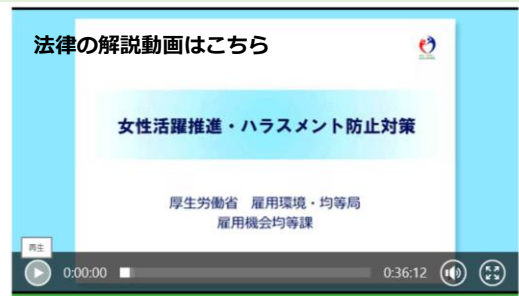 法律の解説動画はこちら
女性活躍推進・ハラスメント防止対策
厚生労働省 雇用環境・均等局
雇用機会均等課
再生
0:00:00
0:36:12